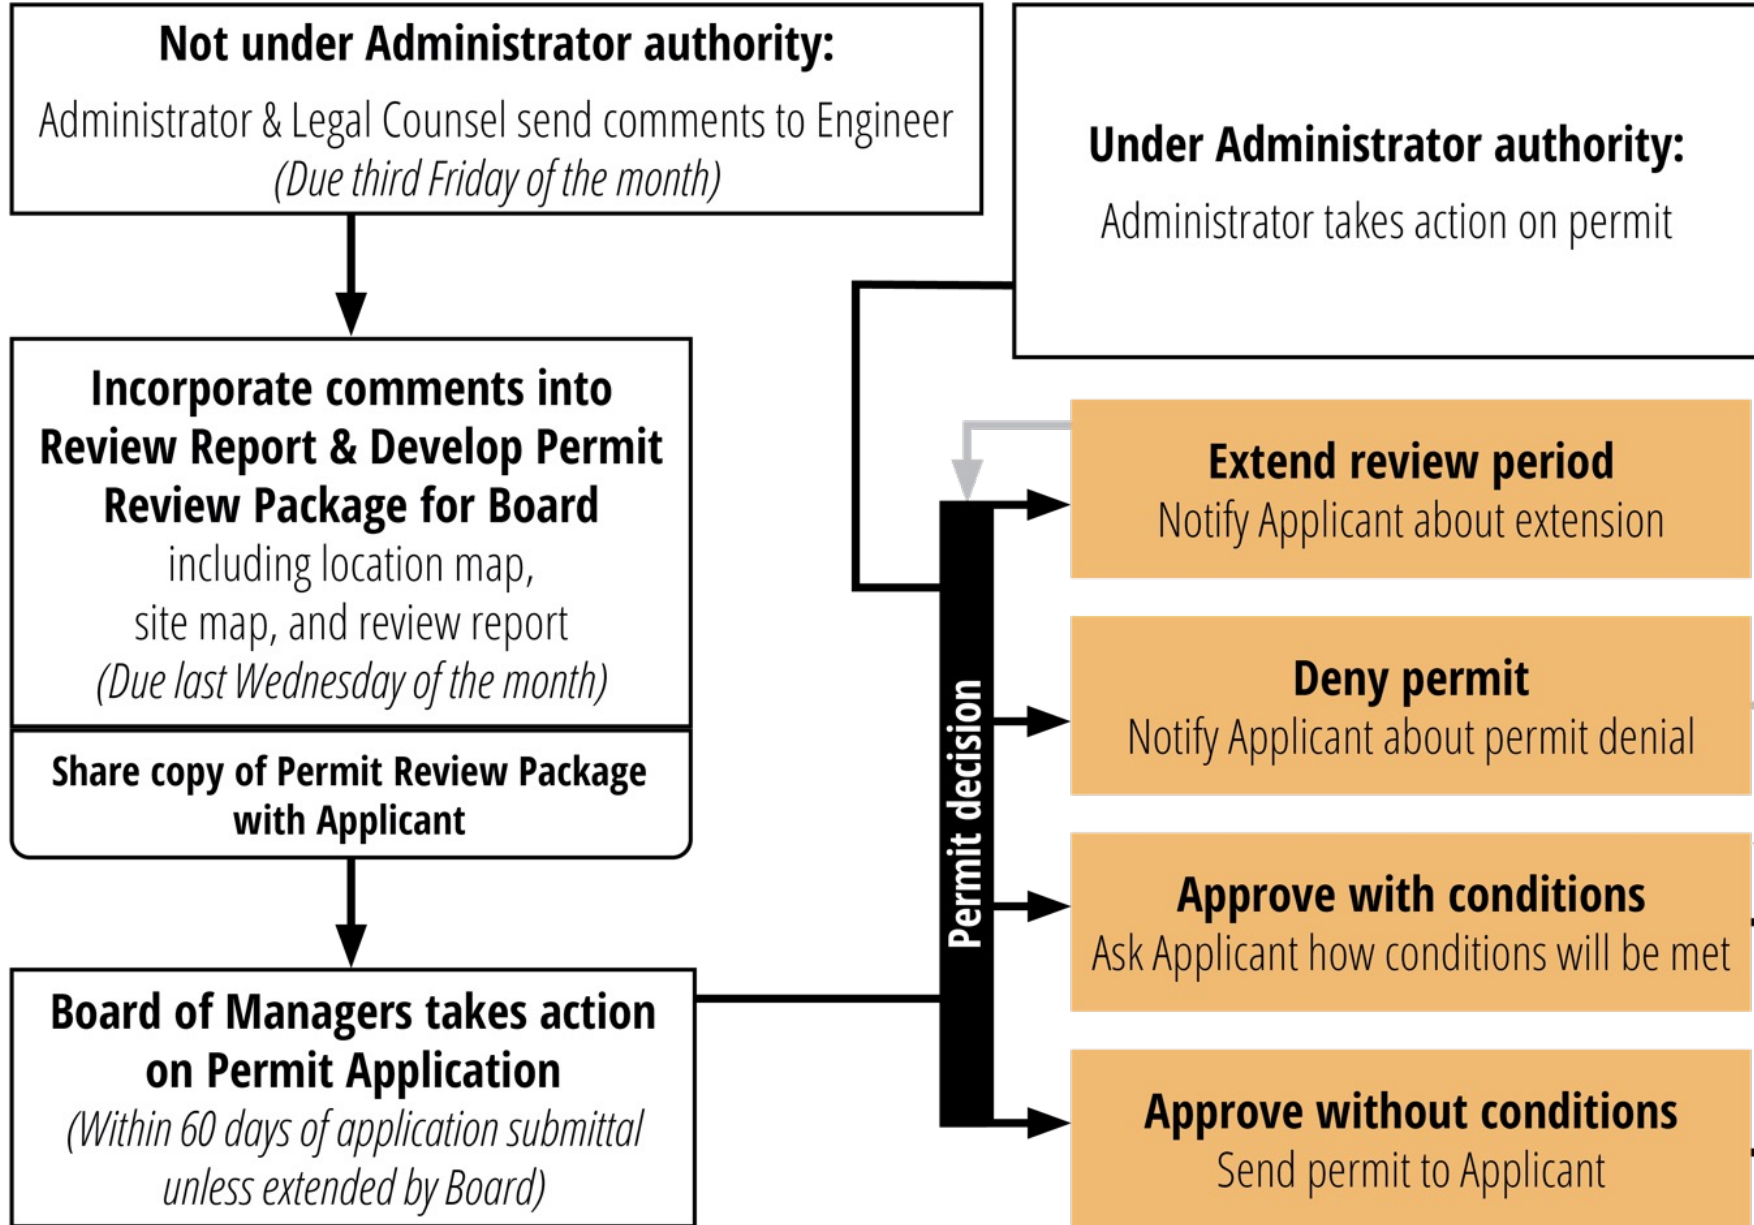 Not under Administrator authority:
Administrator & Legal Counsel send comments to Engineer
(Due third Friday of the month)
Under Administrator authority:
Administrator takes action on permit
Incorporate comments into
Review Report & Develop Permit
Review Package for Board
including location map,
site map, and review report
(Due last Wednesday of the month)
Share copy of Permit Review Package
with Applicant
Board of Managers takes action
on Permit Application
(Within 60 days of application submittal
unless extended by Board)
Permit decision
Extend review period
Notify Applicant about extension
Deny permit
Notify Applicant about permit denial
Approve with conditions
Ask Applicant how conditions will be met
Approve without conditions
Send permit to Applicant